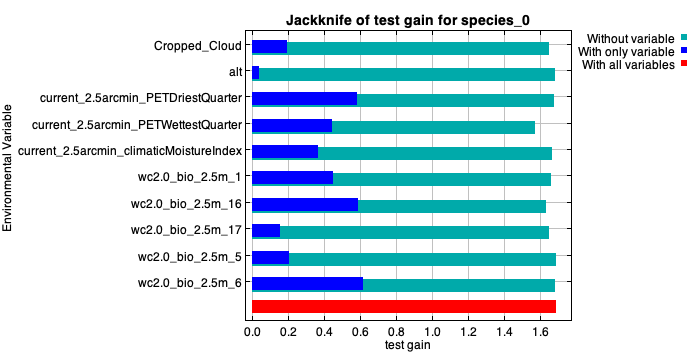 Jackknife of test gain for species_0
Without variable
With only variable
With all variables
Environmental Variable
Cropped_Cloud
alt
current_2.5arcmin_PETDriestQuarter
current_2.5arcmin_PETWettestQuarter
current_2.5arcmin_climaticMoistureIndex
wc2.0_bio_2.5m_1
wc2.0_bio_2.5m_16
wc2.0_bio_2.5m_17
wc2.0_bio_2.5m_5
wc2.0_bio_2.5m_6
0.0 0.2 0.4 0.6 0.8 1.0 1.2 1.4 1.6
test gain